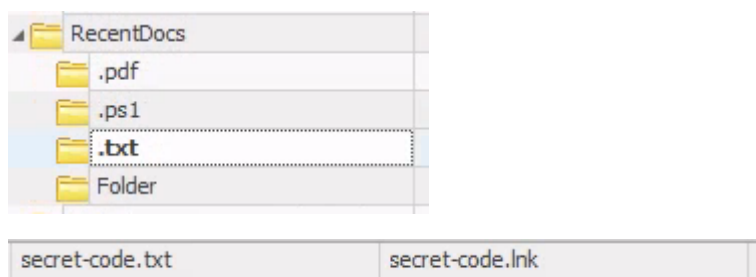 RecentDocs
.pdf
.ps1
.txt
Folder
secret-code.txt secret-code.lnk